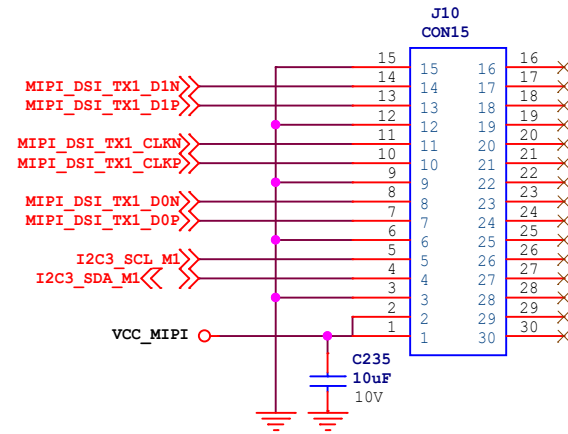 J10
CON15
15 15 16 16
MIPI_DSI_TX1_D1N 14 14 17 17
MIPI_DSI_TX1_D1P 13 13 18 18
12 12 19 19
MIPI_DSI_TX1_CLKN 11 11 20 20
MIPI_DSI_TX1_CLKP 10 10 21 21
9 9 22 22
MIPI_DSI_TX1_D0N 8 8 23 23
MIPI_DSI_TX1_D0P 7 7 24 24
6 6 25 25
I2C3_SCL_M1 5 5 26 26
I2C3_SDA_M1 4 4 27 27
3 3 28 28
2 2 29 29
VCC_MIPI 1 1 30 30
C235
10uF
10V